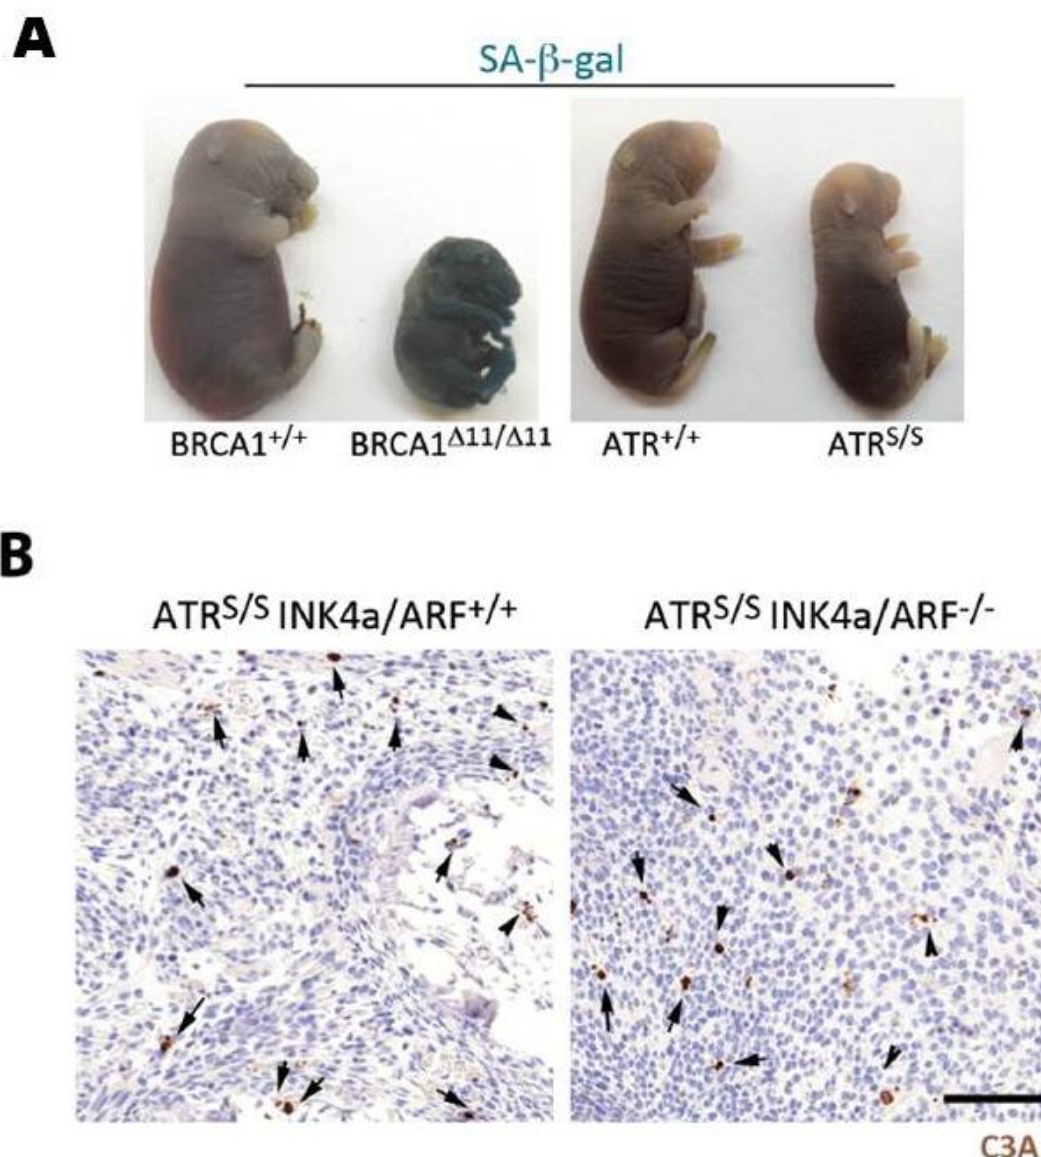 A
SA-β-gal
BRCA1+/+ BRCA1Δ11/Δ11 ATR+/+ ATRS/S
B
ATRS/S INK4a/ARF+/+ ATRS/S INK4a/ARF-/-
C3A